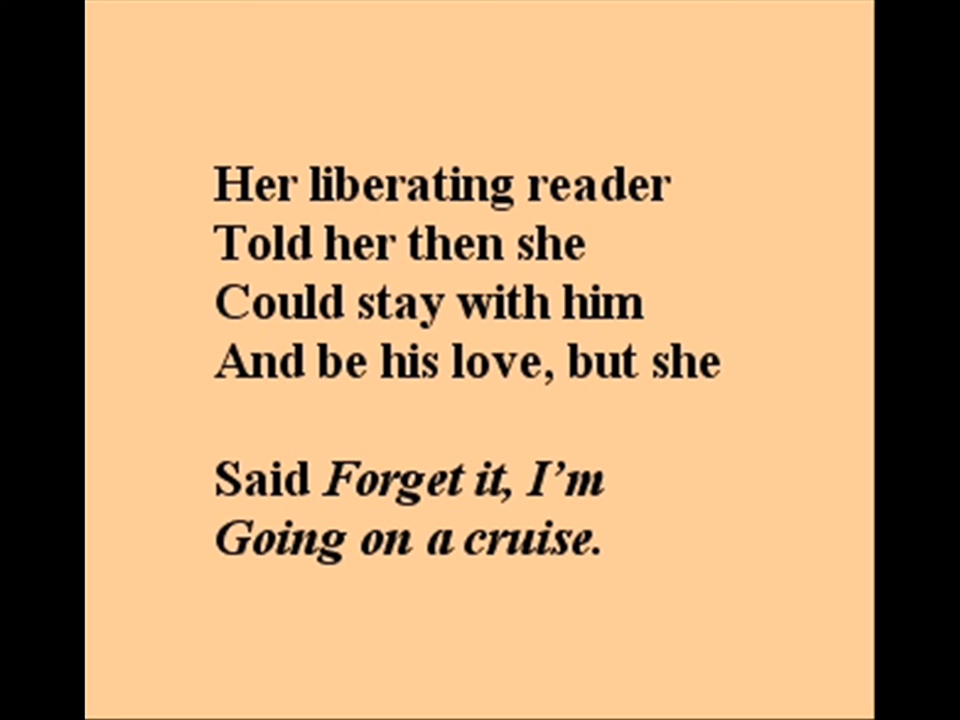 Her liberating reader
Told her then she
Could stay with him
And be his love, but she
Said Forget it, I'm
Going on a cruise.